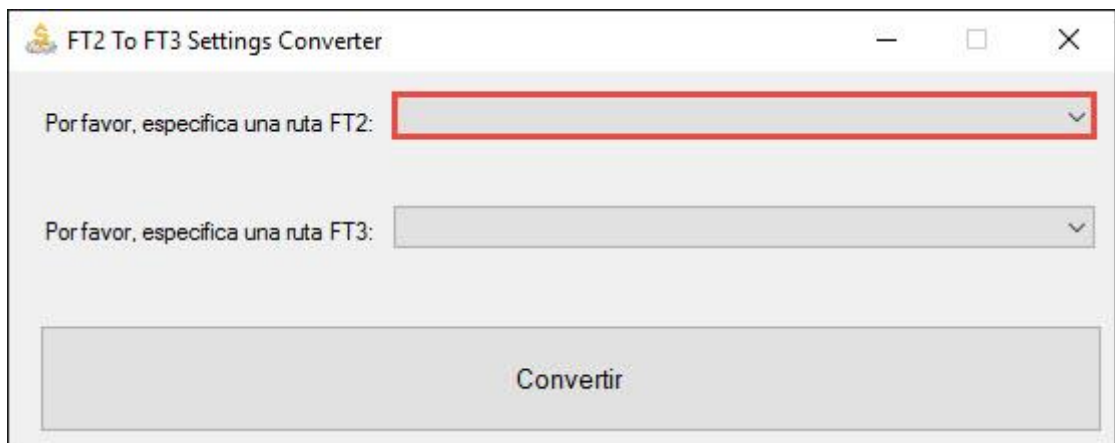 FT2 To FT3 Settings Converter
Por favor, especifica una ruta FT2:
Por favor, especifica una ruta FT3:
Convertir